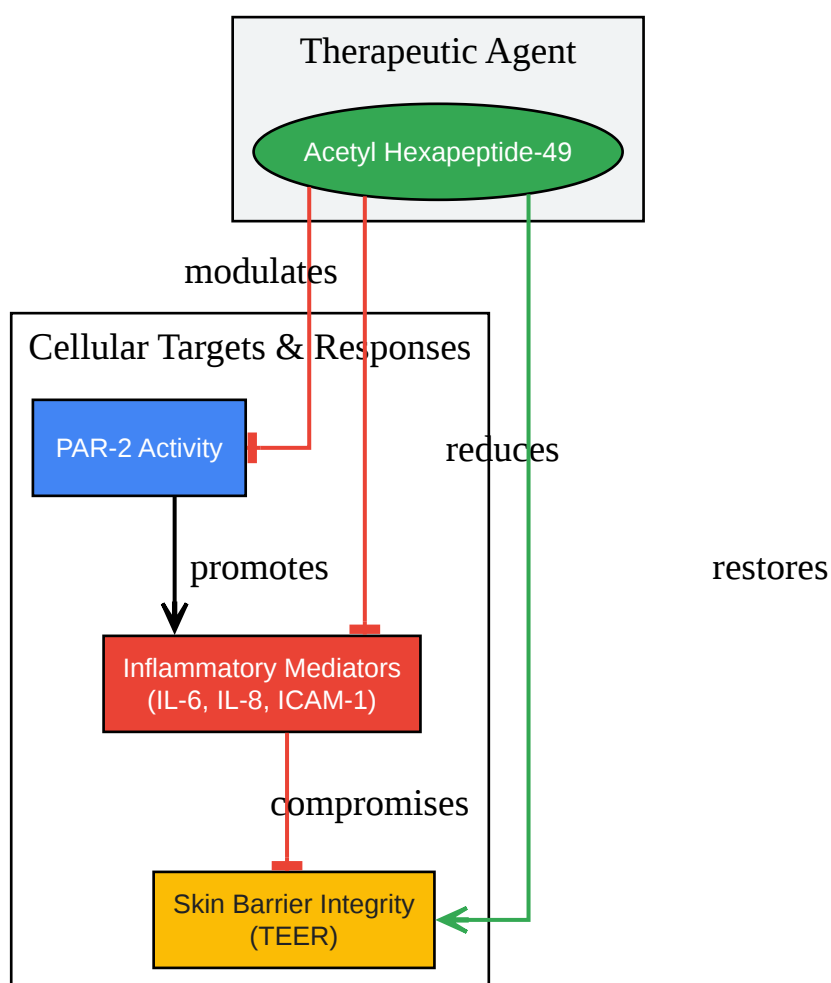 Therapeutic Agent
Acetyl Hexapeptide-49
modulates
Cellular Targets & Responses
PAR-2 Activity
reduces
promotes
restores
Inflammatory Mediators
(IL-6, IL-8, ICAM-1)
compromises
Skin Barrier Integrity
(TEER)